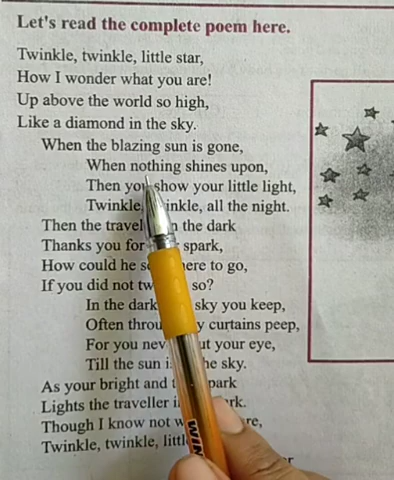 Let's read the complete poem here.
Twinkle, twinkle, little star,
How I wonder what you are!
Up above the world so high,
Like a diamond in the sky.
When the blazing sun is gone,
When nothing shines upon,
Then you show your little light,
Twinkle, inkle, all the night.
Then the travel n the dark
Thanks you for spark,
How could he s ere to go,
If you did not tw so?
In the dark sky you keep,
Often throu y curtains peep,
For you nev ut your eye,
Till the sun i he sky.
As your bright and t park
Lights the traveller i rk.
Though I know not w re,
Twinkle, twinkle, littl
WIN